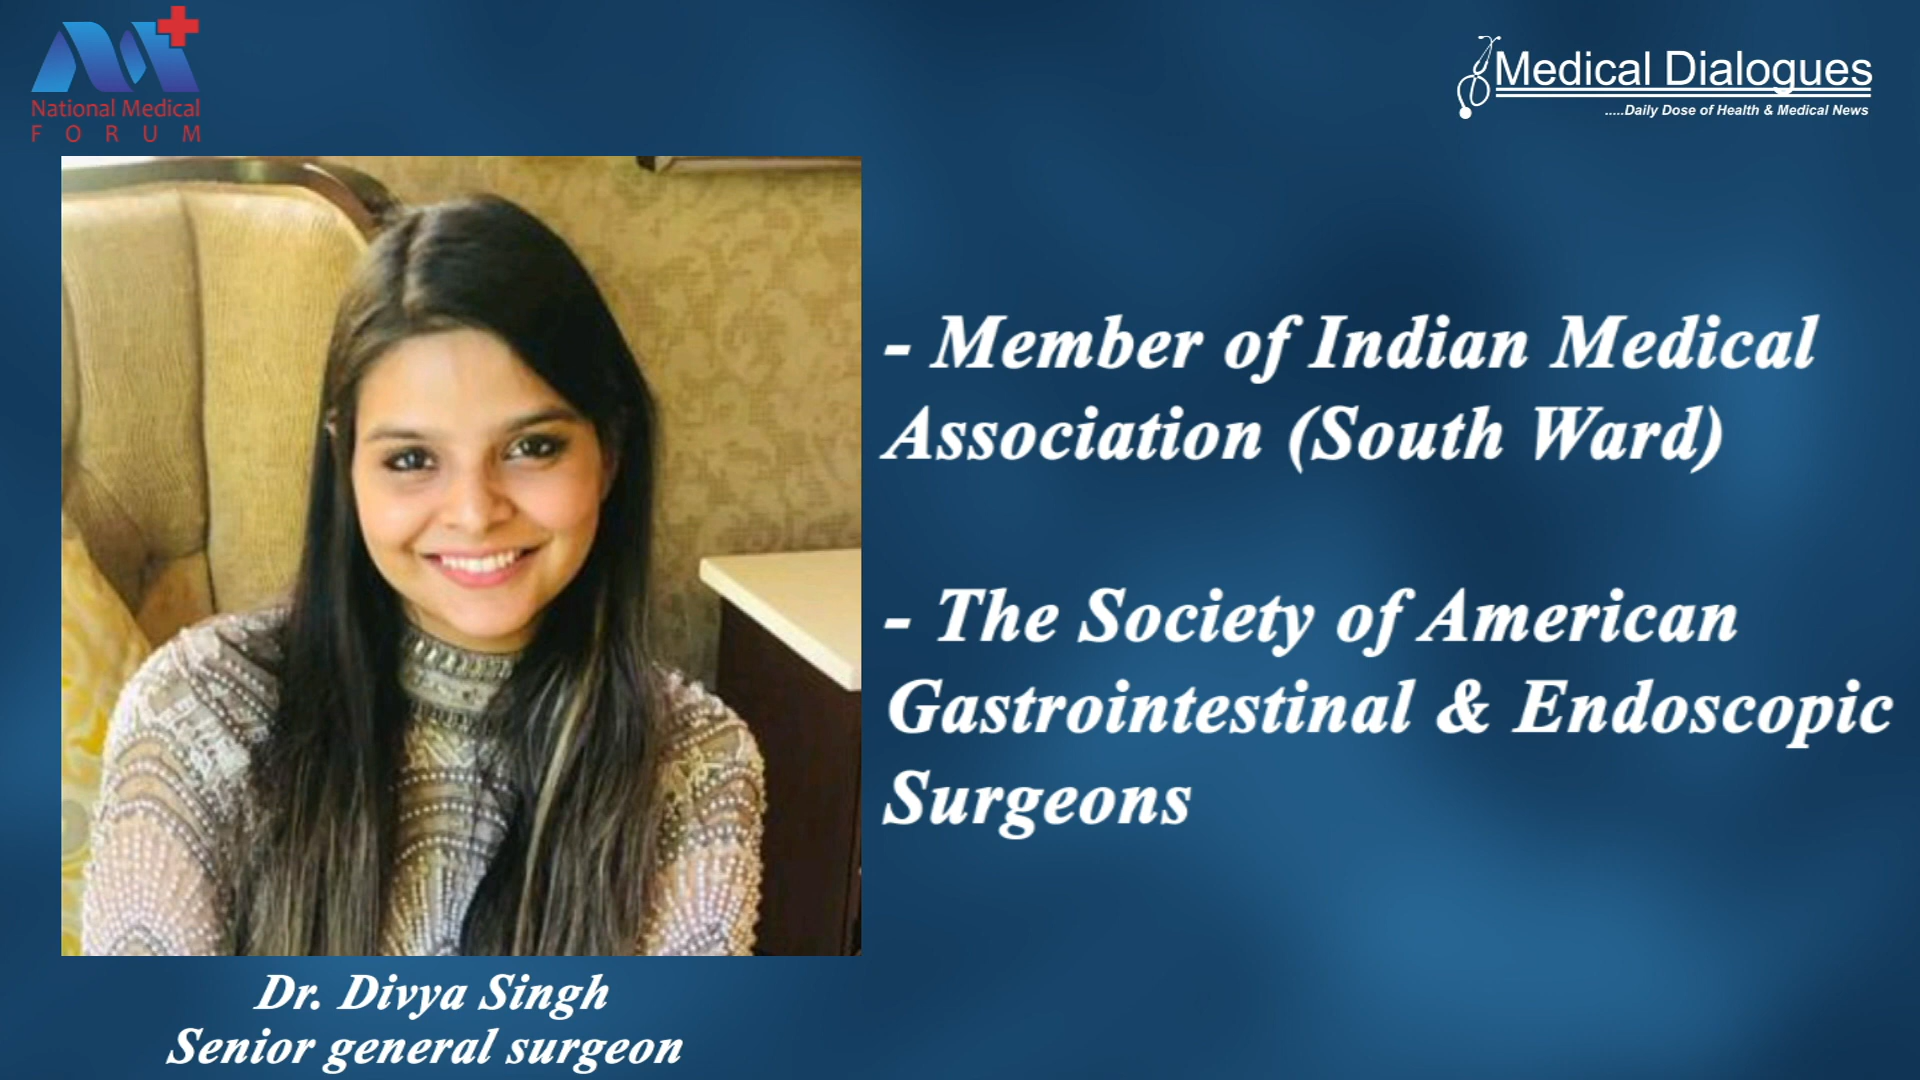 National Medical
FORUM
Medical Dialogues
.....Daily Dose of Health & Medical News
- Member of Indian Medical
Association (South Ward)
- The Society of American
Gastrointestinal & Endoscopic
Surgeons
Dr. Divya Singh
Senior general surgeon